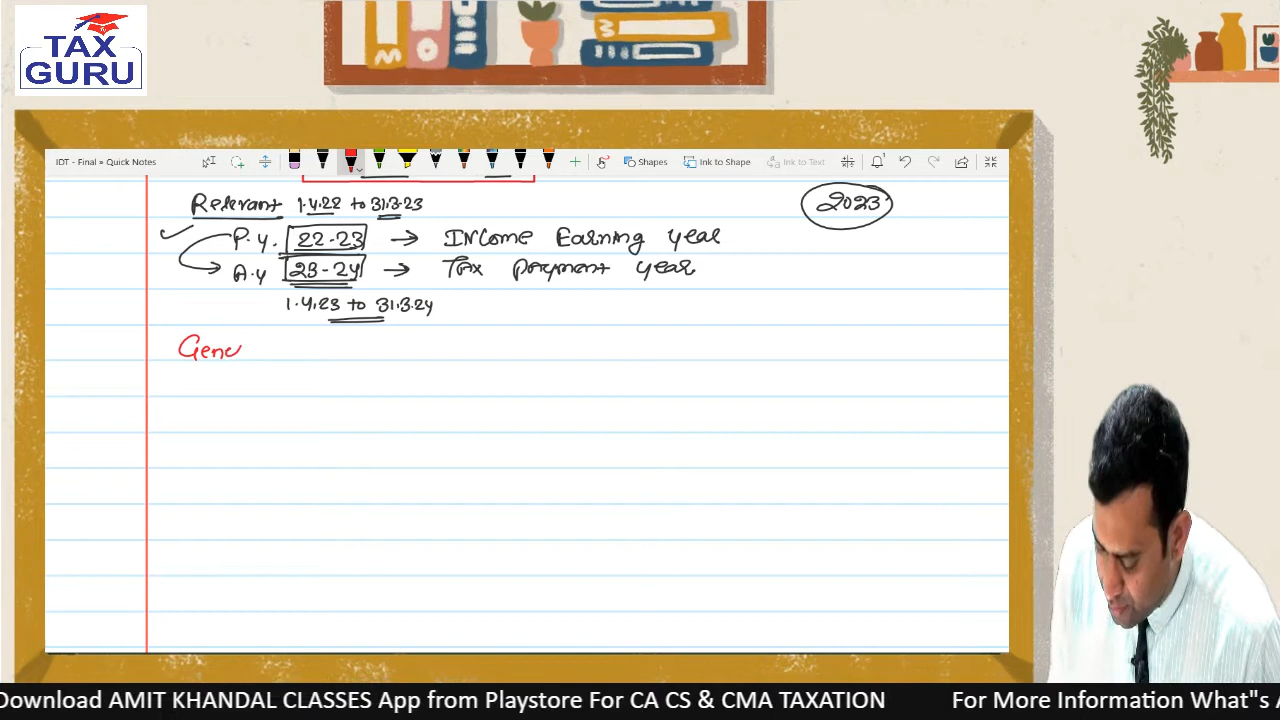 TAX
GURU
IDT - Final » Quick Notes
Shapes
Ink to Shape
Ink to Text
Relevant 1.4.22 to 31.3.23
2023
P.y. 22-23 → Income Earning year
A.y 23-24 → Tax payment year
1.4.23 to 31.3.24
Gene
Download AMIT KHANDAL CLASSES App from Playstore For CA CS & CMA TAXATION For More Information What"s A